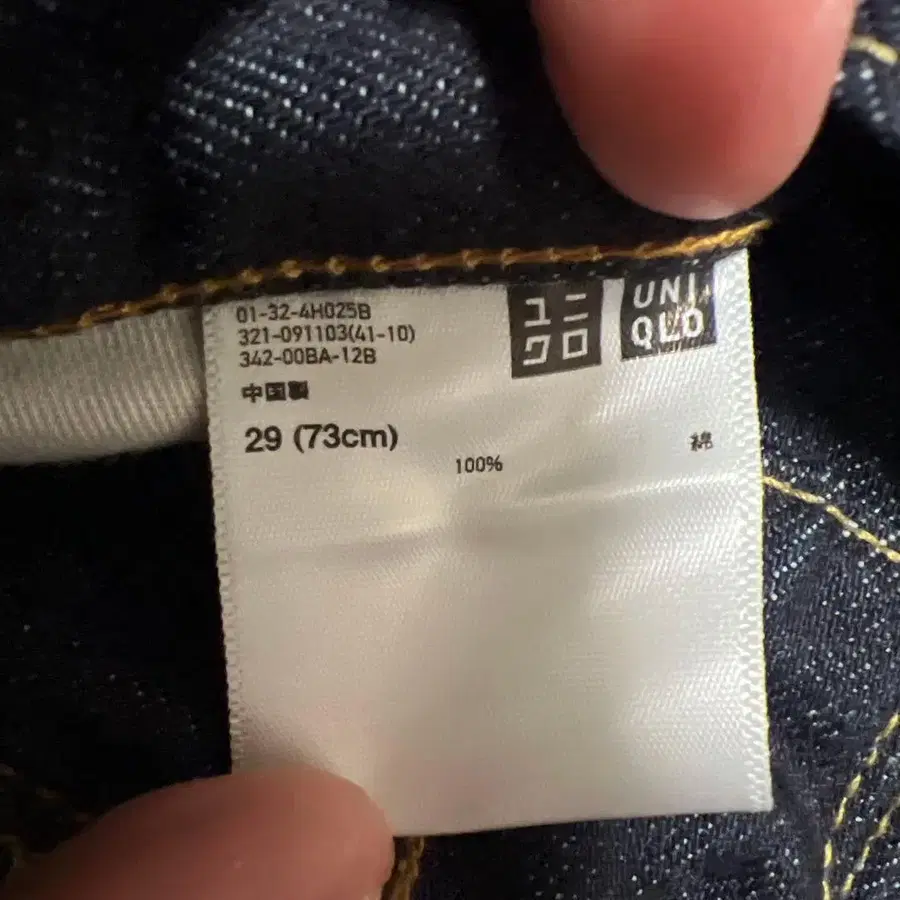 01-32-4H025B
321-091103(41-10)
342-00BA-12B
中国製
29 (73cm)
100% 綿
ユニ
クロ
UNI
QLO